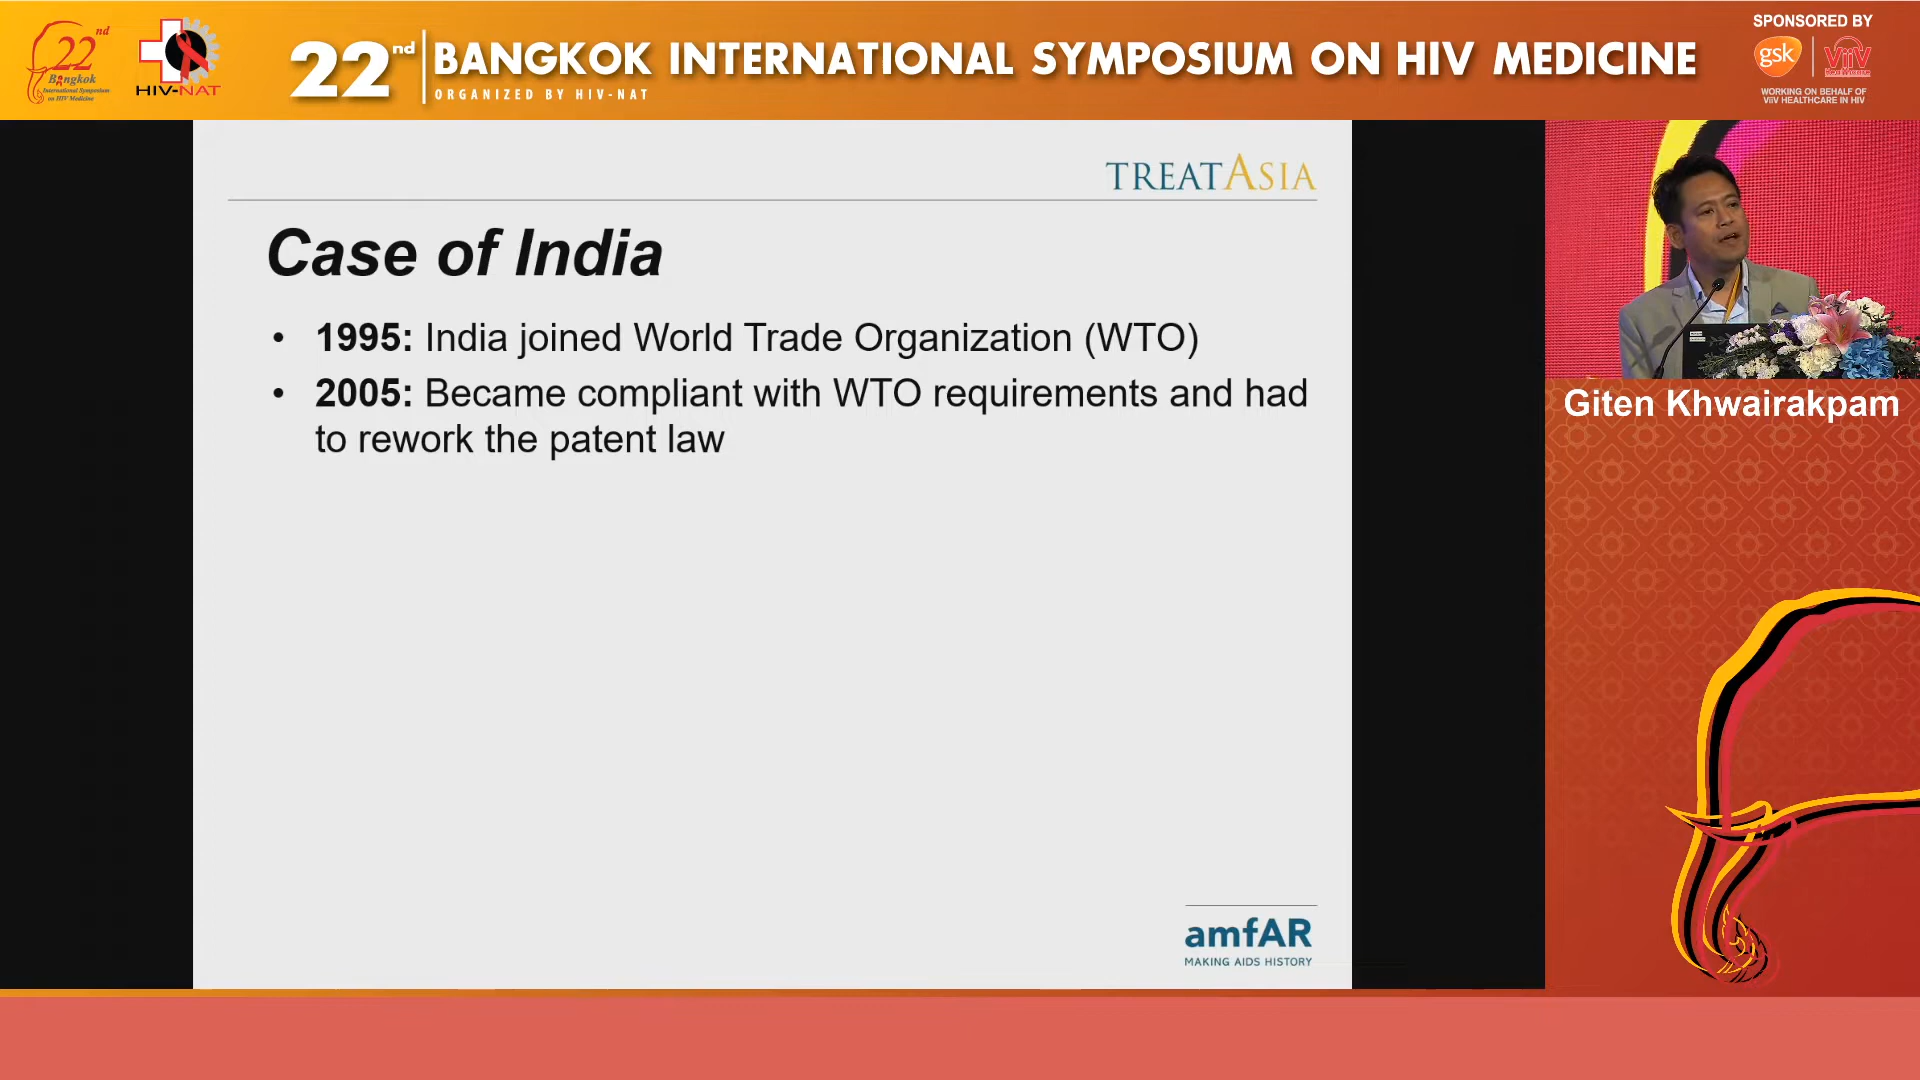 22nd
Bangkok
International Symposium
on HIV Medicine
HIV-NAT
22nd BANGKOK INTERNATIONAL SYMPOSIUM ON HIV MEDICINE
ORGANIZED BY HIV-NAT
SPONSORED BY
gsk
ViiV
Healthcare
WORKING ON BEHALF OF
ViiV HEALTHCARE IN HIV
TREATASIA
Case of India
• 1995: India joined World Trade Organization (WTO)
• 2005: Became compliant with WTO requirements and had
to rework the patent law
amfAR
MAKING AIDS HISTORY
Giten Khwairakpam